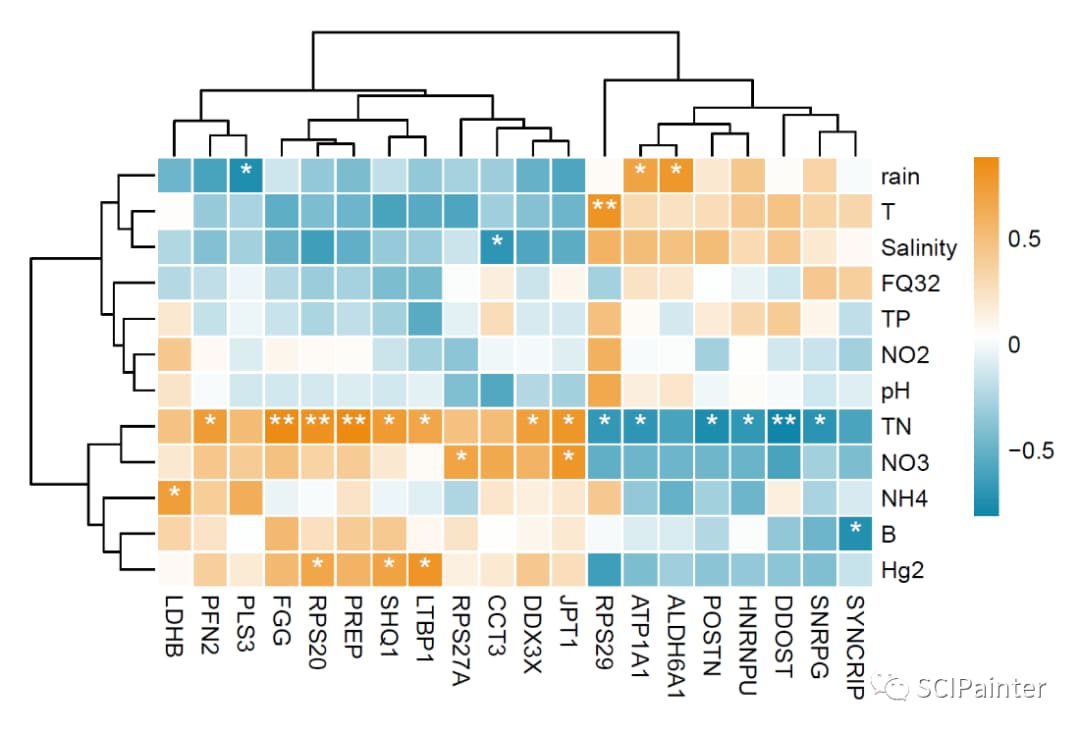 * * * rain
** T
* Salinity
FQ32
TP
NO2
pH
* ** ** ** * * * * * * * * ** * TN
* * NO3
* NH4
* B
* * * Hg2
0.5
0
−0.5
LDHB
PFN2
PLS3
FGG
RPS20
PREP
SHQ1
LTBP1
RPS27A
CCT3
DDX3X
JPT1
RPS29
ATP1A1
ALDH6A1
POSTN
HNRNPU
DDOST
SNRPG
SYNCRIP
SCIPainter